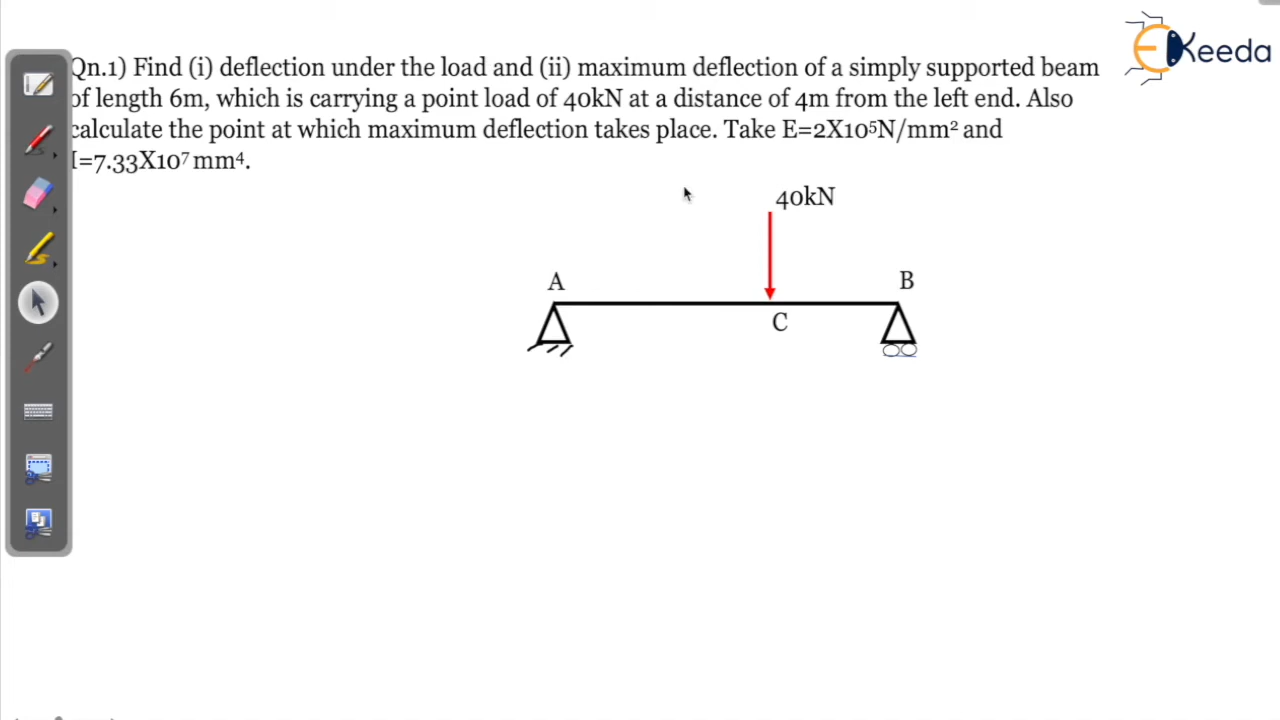 EKeeda
Qn.1) Find (i) deflection under the load and (ii) maximum deflection of a simply supported beam
of length 6m, which is carrying a point load of 40kN at a distance of 4m from the left end. Also
calculate the point at which maximum deflection takes place. Take E=2X10⁵N/mm² and
I=7.33X10⁷ mm⁴.
40kN
A
B
C